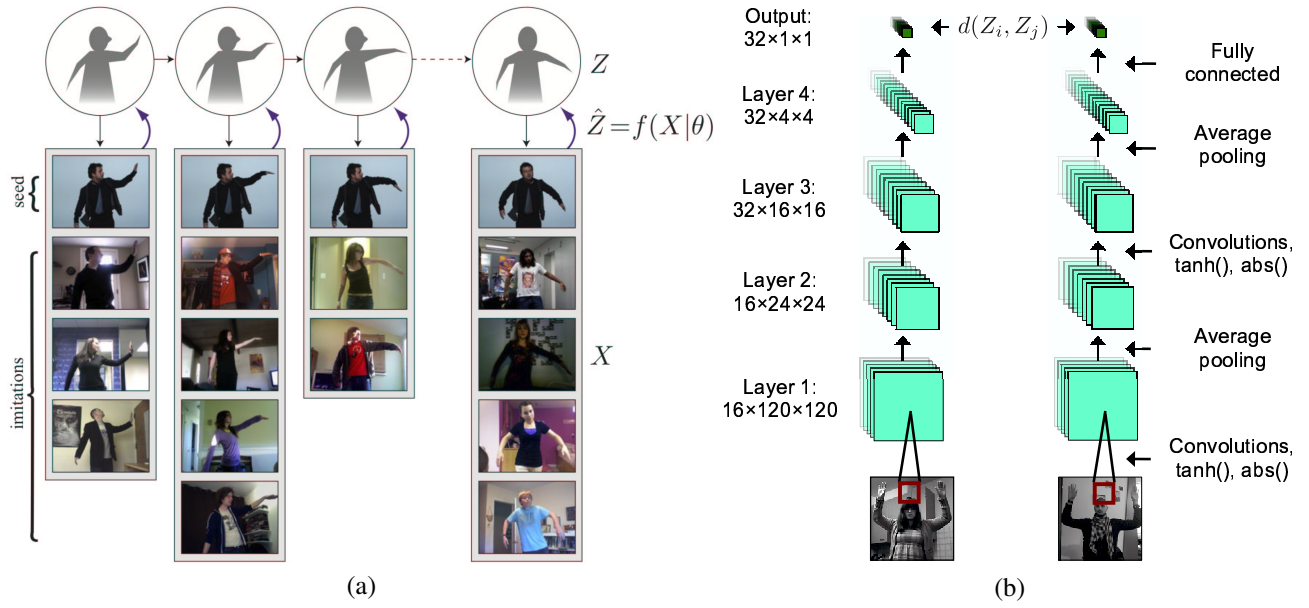 Z
Ẑ = f(X|θ)
seed
imitations
X
(a)
Output:
32×1×1
d(Zᵢ, Zⱼ)
Fully
connected
Layer 4:
32×4×4
Average
pooling
Layer 3:
32×16×16
Convolutions,
tanh(), abs()
Layer 2:
16×24×24
Average
pooling
Layer 1:
16×120×120
Convolutions,
tanh(), abs()
(b)